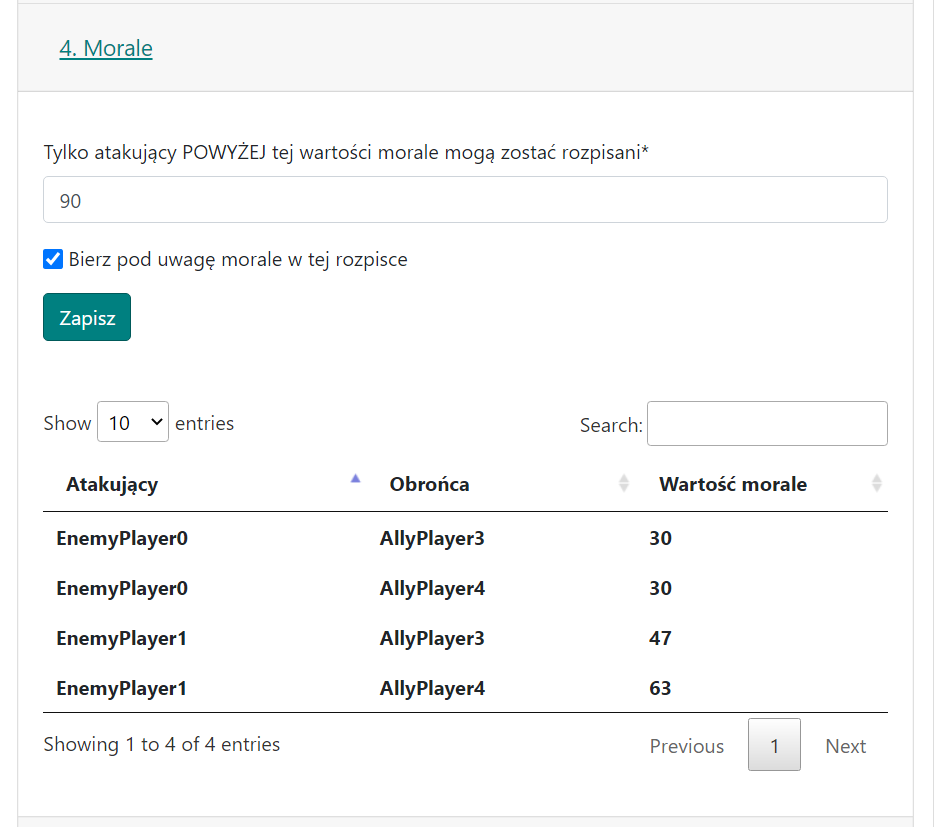 4. Morale
Tylko atakujący POWYŻEJ tej wartości morale mogą zostać rozpisani*
90
Bierz pod uwagę morale w tej rozpisce
Zapisz
Show 10 entries Search:
Atakujący Obrońca Wartość morale
EnemyPlayer0 AllyPlayer3 30
EnemyPlayer0 AllyPlayer4 30
EnemyPlayer1 AllyPlayer3 47
EnemyPlayer1 AllyPlayer4 63
Showing 1 to 4 of 4 entries Previous 1 Next